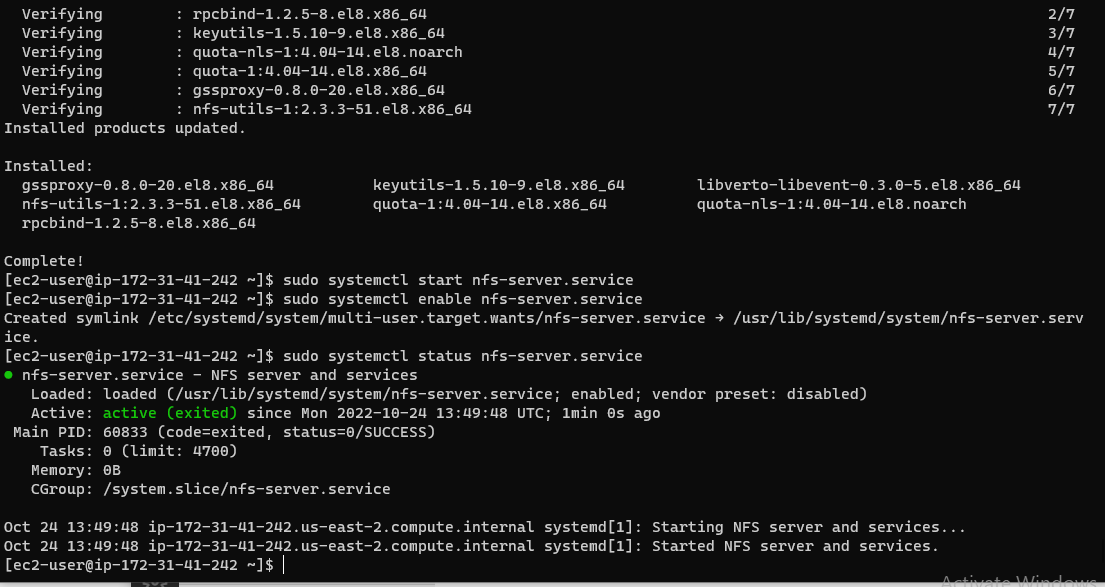 Verifying : rpcbind-1.2.5-8.el8.x86_64 2/7
Verifying : keyutils-1.5.10-9.el8.x86_64 3/7
Verifying : quota-nls-1:4.04-14.el8.noarch 4/7
Verifying : quota-1:4.04-14.el8.x86_64 5/7
Verifying : gssproxy-0.8.0-20.el8.x86_64 6/7
Verifying : nfs-utils-1:2.3.3-51.el8.x86_64 7/7
Installed products updated.
Installed:
gssproxy-0.8.0-20.el8.x86_64 keyutils-1.5.10-9.el8.x86_64 libverto-libevent-0.3.0-5.el8.x86_64
nfs-utils-1:2.3.3-51.el8.x86_64 quota-1:4.04-14.el8.x86_64 quota-nls-1:4.04-14.el8.noarch
rpcbind-1.2.5-8.el8.x86_64
Complete!
[ec2-user@ip-172-31-41-242 ~]$ sudo systemctl start nfs-server.service
[ec2-user@ip-172-31-41-242 ~]$ sudo systemctl enable nfs-server.service
Created symlink /etc/systemd/system/multi-user.target.wants/nfs-server.service → /usr/lib/systemd/system/nfs-server.serv
ice.
[ec2-user@ip-172-31-41-242 ~]$ sudo systemctl status nfs-server.service
● nfs-server.service - NFS server and services
Loaded: loaded (/usr/lib/systemd/system/nfs-server.service; enabled; vendor preset: disabled)
Active: active (exited) since Mon 2022-10-24 13:49:48 UTC; 1min 0s ago
Main PID: 60833 (code=exited, status=0/SUCCESS)
Tasks: 0 (limit: 4700)
Memory: 0B
CGroup: /system.slice/nfs-server.service
Oct 24 13:49:48 ip-172-31-41-242.us-east-2.compute.internal systemd[1]: Starting NFS server and services...
Oct 24 13:49:48 ip-172-31-41-242.us-east-2.compute.internal systemd[1]: Started NFS server and services.
[ec2-user@ip-172-31-41-242 ~]$
Activate Windows